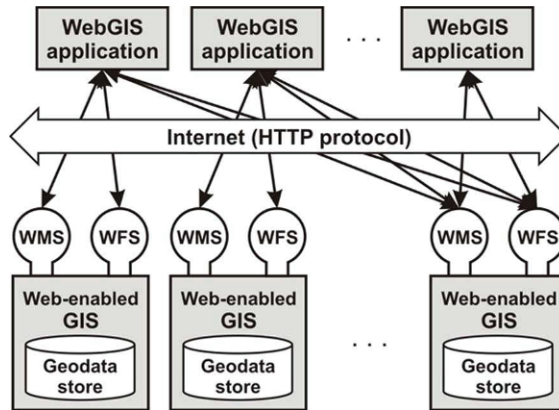 WebGIS
application
WebGIS
application
. . .
WebGIS
application
Internet (HTTP protocol)
WMS
WFS
WMS
WFS
WMS
WFS
Web-enabled
GIS
Geodata
store
Web-enabled
GIS
Geodata
store
. . .
Web-enabled
GIS
Geodata
store